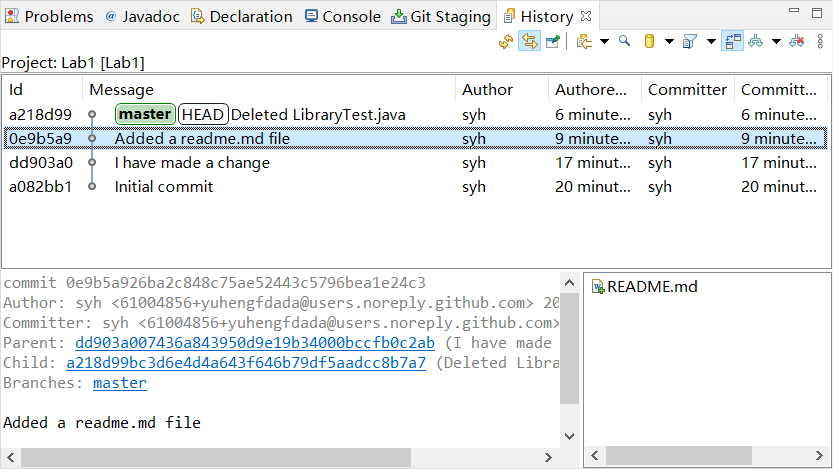 Problems @ Javadoc Declaration Console Git Staging History
Project: Lab1 [Lab1]
Id Message Author Authore... Committer Committ...
a218d99 master HEAD Deleted LibraryTest.java syh 6 minute... syh 6 minute...
0e9b5a9 Added a readme.md file syh 9 minute... syh 9 minute...
dd903a0 I have made a change syh 17 minut... syh 17 minut...
a082bb1 Initial commit syh 20 minut... syh 20 minut...
commit 0e9b5a926ba2c848c75ae52443c5796bea1e24c3
Author: syh <61004856+yuhengfdada@users.noreply.github.com> 20
Committer: syh <61004856+yuhengfdada@users.noreply.github.com>
Parent: dd903a007436a843950d9e19b34000bccfb0c2ab (I have made
Child: a218d99bc3d6e4d4a643f646b79df5aadcc8b7a7 (Deleted Libra
Branches: master
Added a readme.md file
README.md